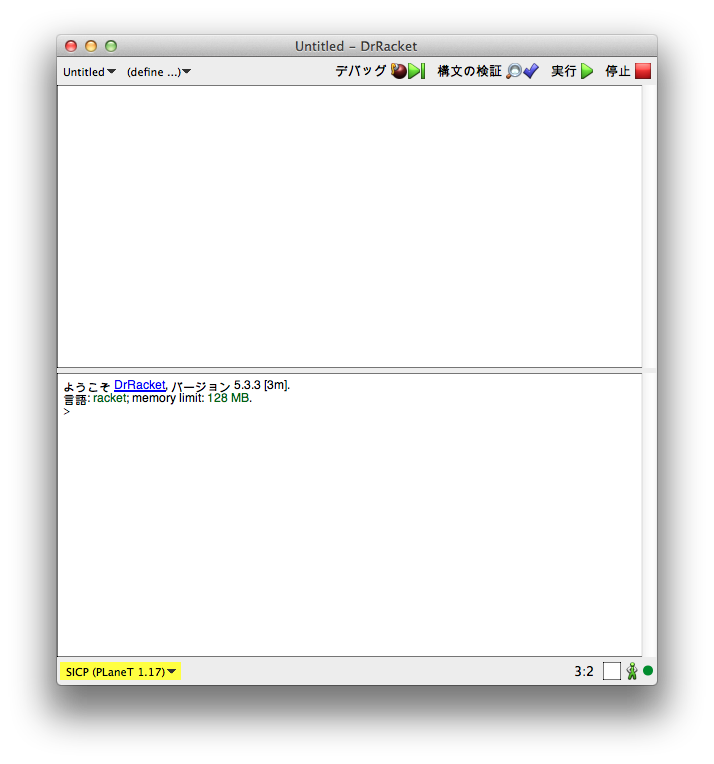 Untitled - DrRacket
Untitled (define ...) デバッグ 構文の検証 実行 停止
ようこそ DrRacket, バージョン 5.3.3 [3m].
言語: racket; memory limit: 128 MB.
>
SICP (PLaneT 1.17) 3:2